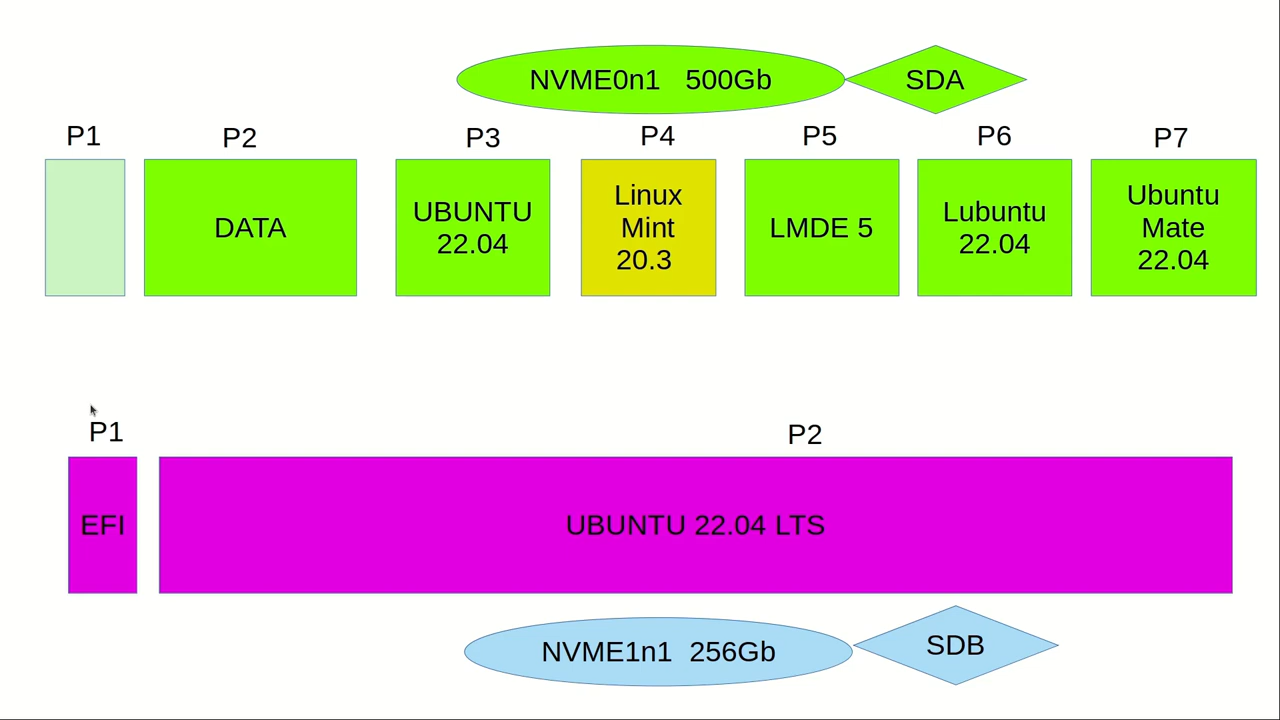 NVME0n1 500Gb
SDA
P1
P2
P3
P4
P5
P6
P7
DATA
UBUNTU
22.04
Linux
Mint
20.3
LMDE 5
Lubuntu
22.04
Ubuntu
Mate
22.04
P1
P2
EFI
UBUNTU 22.04 LTS
NVME1n1 256Gb
SDB